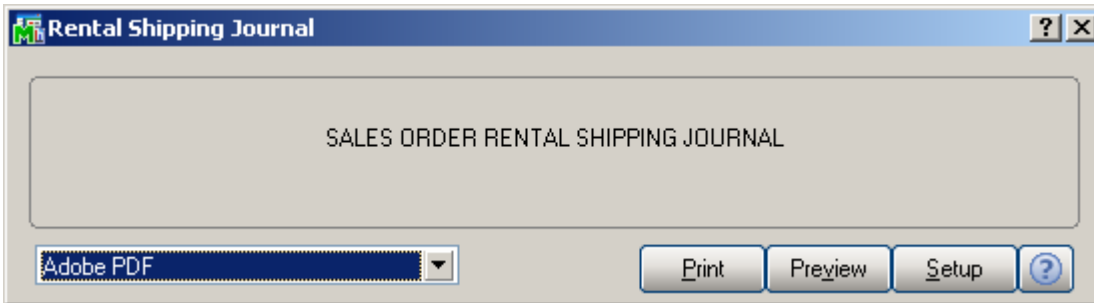 Rental Shipping Journal
?
SALES ORDER RENTAL SHIPPING JOURNAL
Adobe PDF
Print
Preview
Setup
?